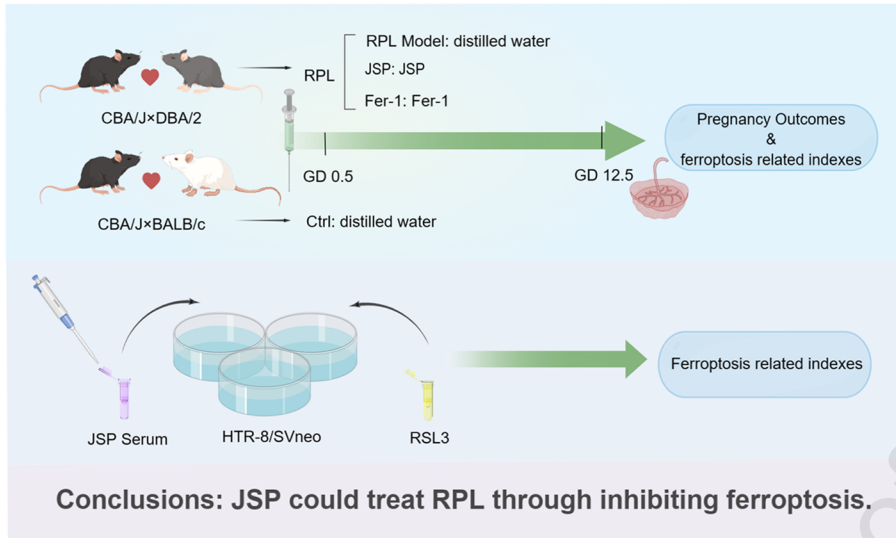 RPL
RPL Model: distilled water
JSP: JSP
Fer-1: Fer-1
CBA/J×DBA/2
GD 0.5
GD 12.5
Pregnancy Outcomes
&
ferroptosis related indexes
CBA/J×BALB/c
Ctrl: distilled water
JSP Serum
HTR-8/SVneo
RSL3
Ferroptosis related indexes
Conclusions: JSP could treat RPL through inhibiting ferroptosis.